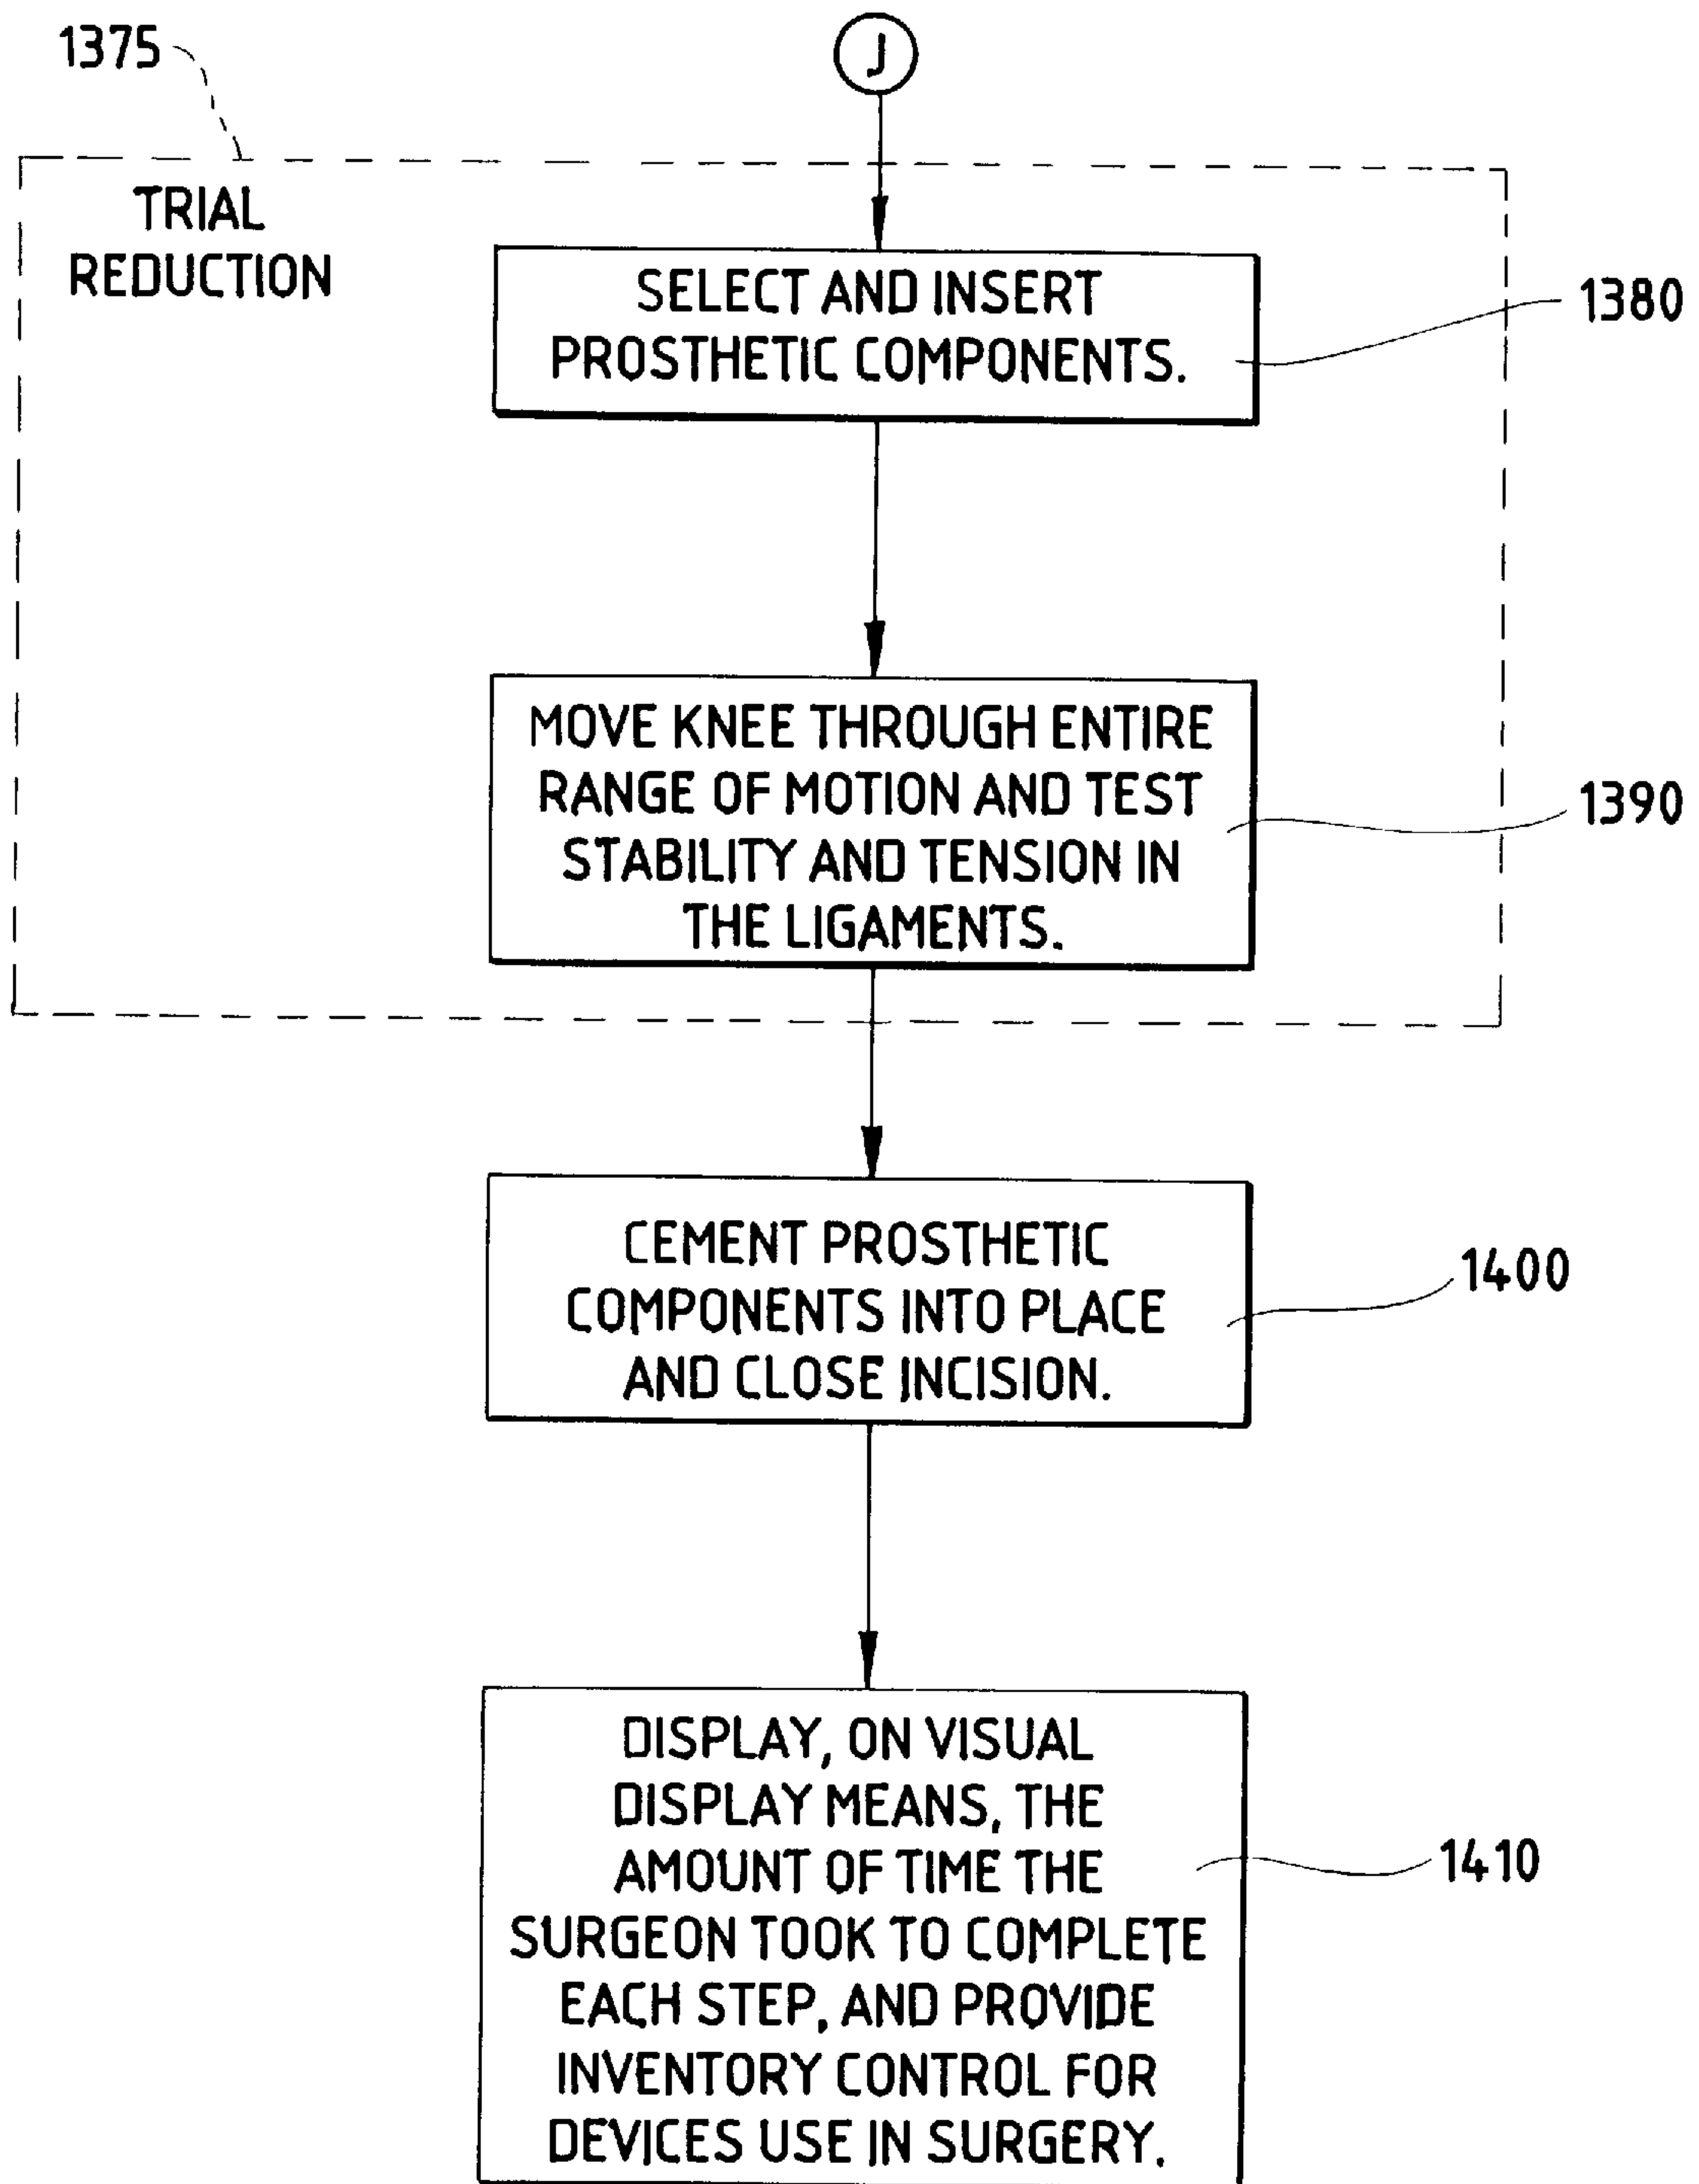 1375
J
TRIAL
REDUCTION
SELECT AND INSERT
PROSTHETIC COMPONENTS.
1380
MOVE KNEE THROUGH ENTIRE
RANGE OF MOTION AND TEST
STABILITY AND TENSION IN
THE LIGAMENTS.
1390
CEMENT PROSTHETIC
COMPONENTS INTO PLACE
AND CLOSE INCISION.
1400
DISPLAY, ON VISUAL
DISPLAY MEANS, THE
AMOUNT OF TIME THE
SURGEON TOOK TO COMPLETE
EACH STEP, AND PROVIDE
INVENTORY CONTROL FOR
DEVICES USE IN SURGERY.
1410